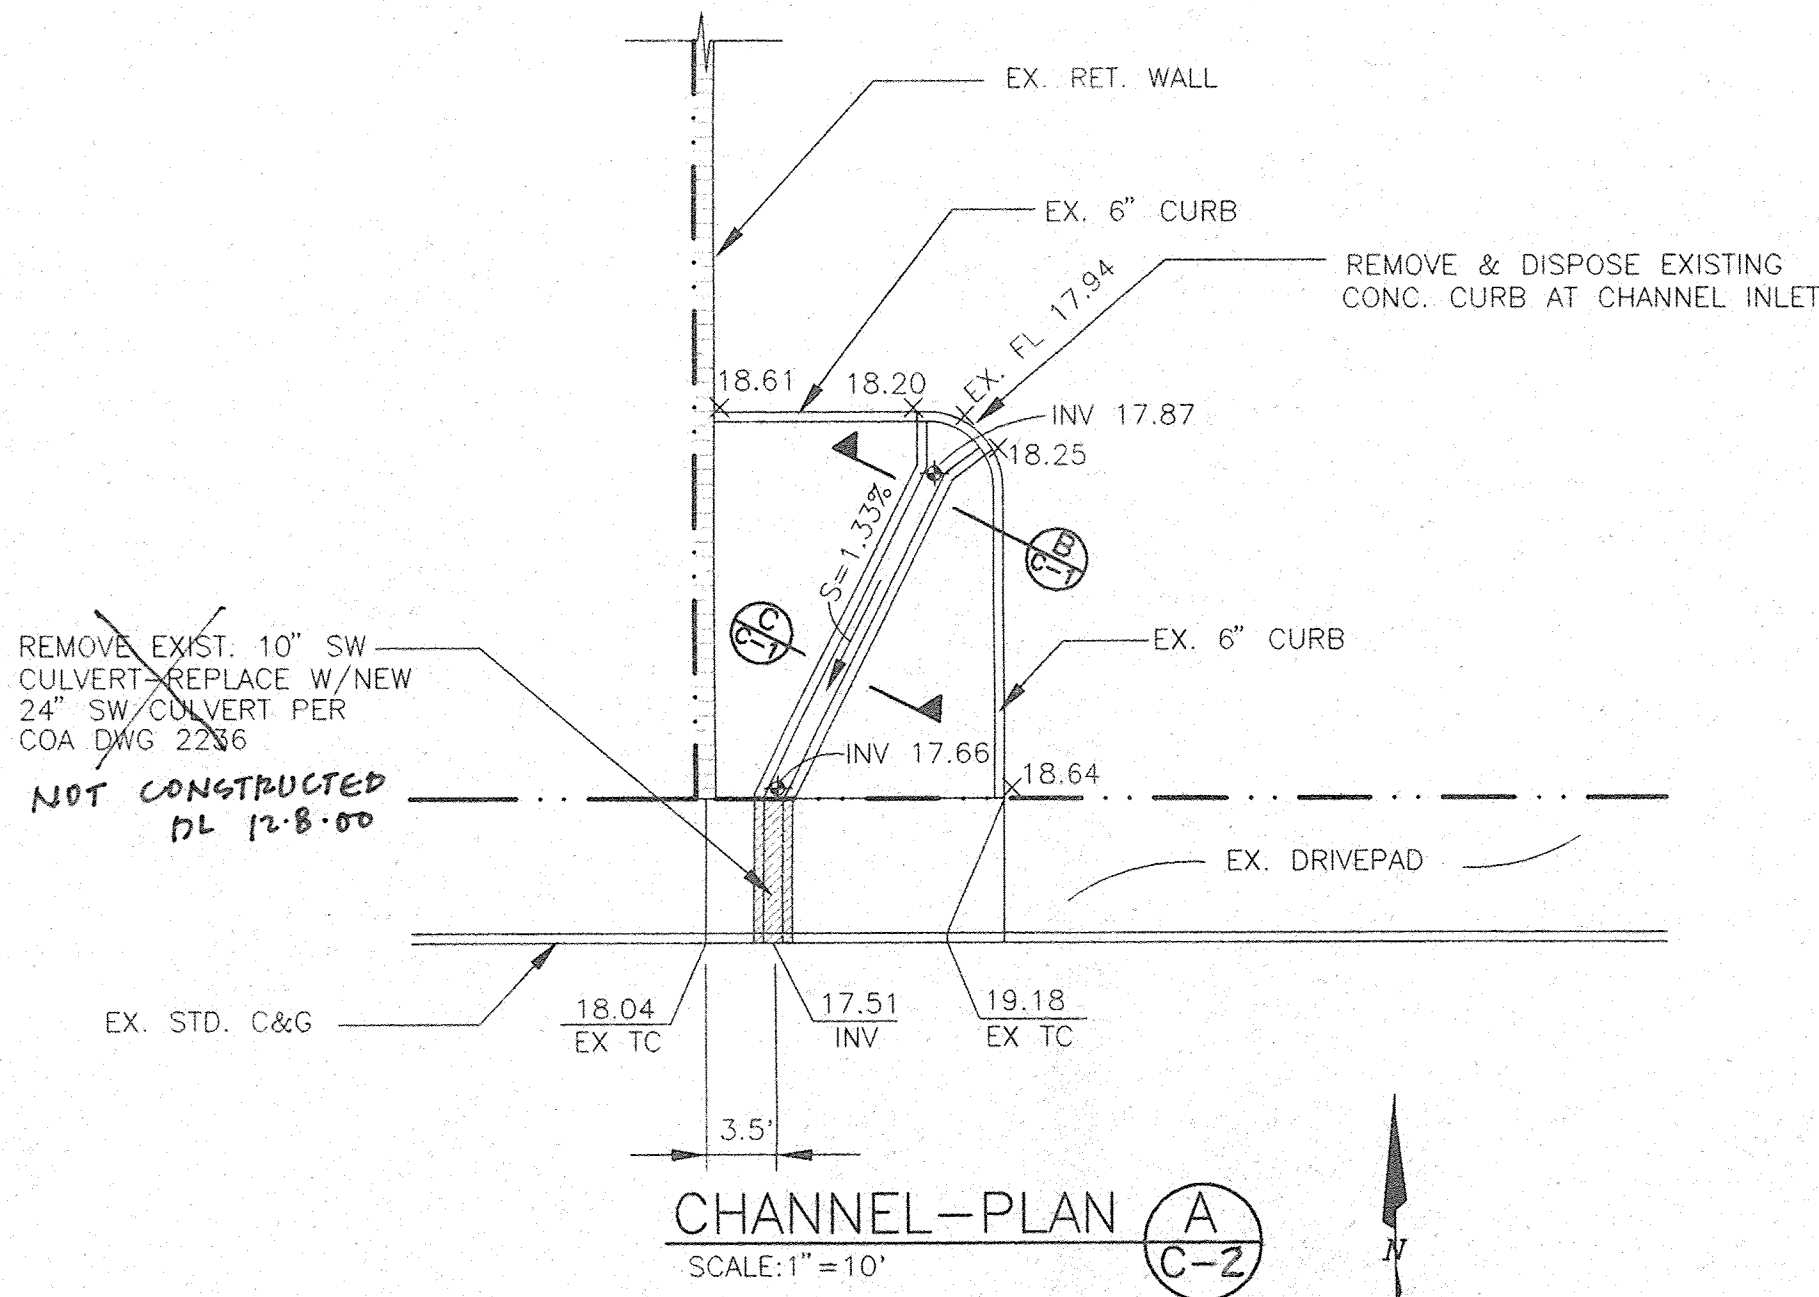 EX. RET. WALL
EX. 6" CURB
REMOVE & DISPOSE EXISTING
CONC. CURB AT CHANNEL INLET
EX. FL 17.94
18.61
18.20
INV 17.87
18.25
S=1.33%
B
C-1
C
C-1
REMOVE EXIST. 10" SW
CULVERT-REPLACE W/NEW
24" SW CULVERT PER
COA DWG 2236
NOT CONSTRUCTED
DL 12.8.00
EX. 6" CURB
INV 17.66
18.64
EX. DRIVEPAD
EX. STD. C&G
18.04
EX TC
17.51
INV
19.18
EX TC
3.5'
CHANNEL-PLAN
SCALE: 1"=10'
A
C-2
N